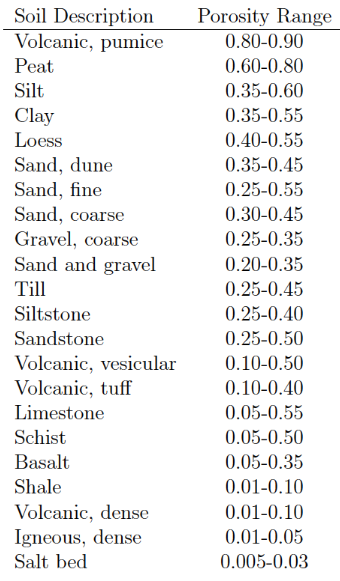 Soil Description Porosity Range
Volcanic, pumice 0.80-0.90
Peat 0.60-0.80
Silt 0.35-0.60
Clay 0.35-0.55
Loess 0.40-0.55
Sand, dune 0.35-0.45
Sand, fine 0.25-0.55
Sand, coarse 0.30-0.45
Gravel, coarse 0.25-0.35
Sand and gravel 0.20-0.35
Till 0.25-0.45
Siltstone 0.25-0.40
Sandstone 0.25-0.50
Volcanic, vesicular 0.10-0.50
Volcanic, tuff 0.10-0.40
Limestone 0.05-0.55
Schist 0.05-0.50
Basalt 0.05-0.35
Shale 0.01-0.10
Volcanic, dense 0.01-0.10
Igneous, dense 0.01-0.05
Salt bed 0.005-0.03